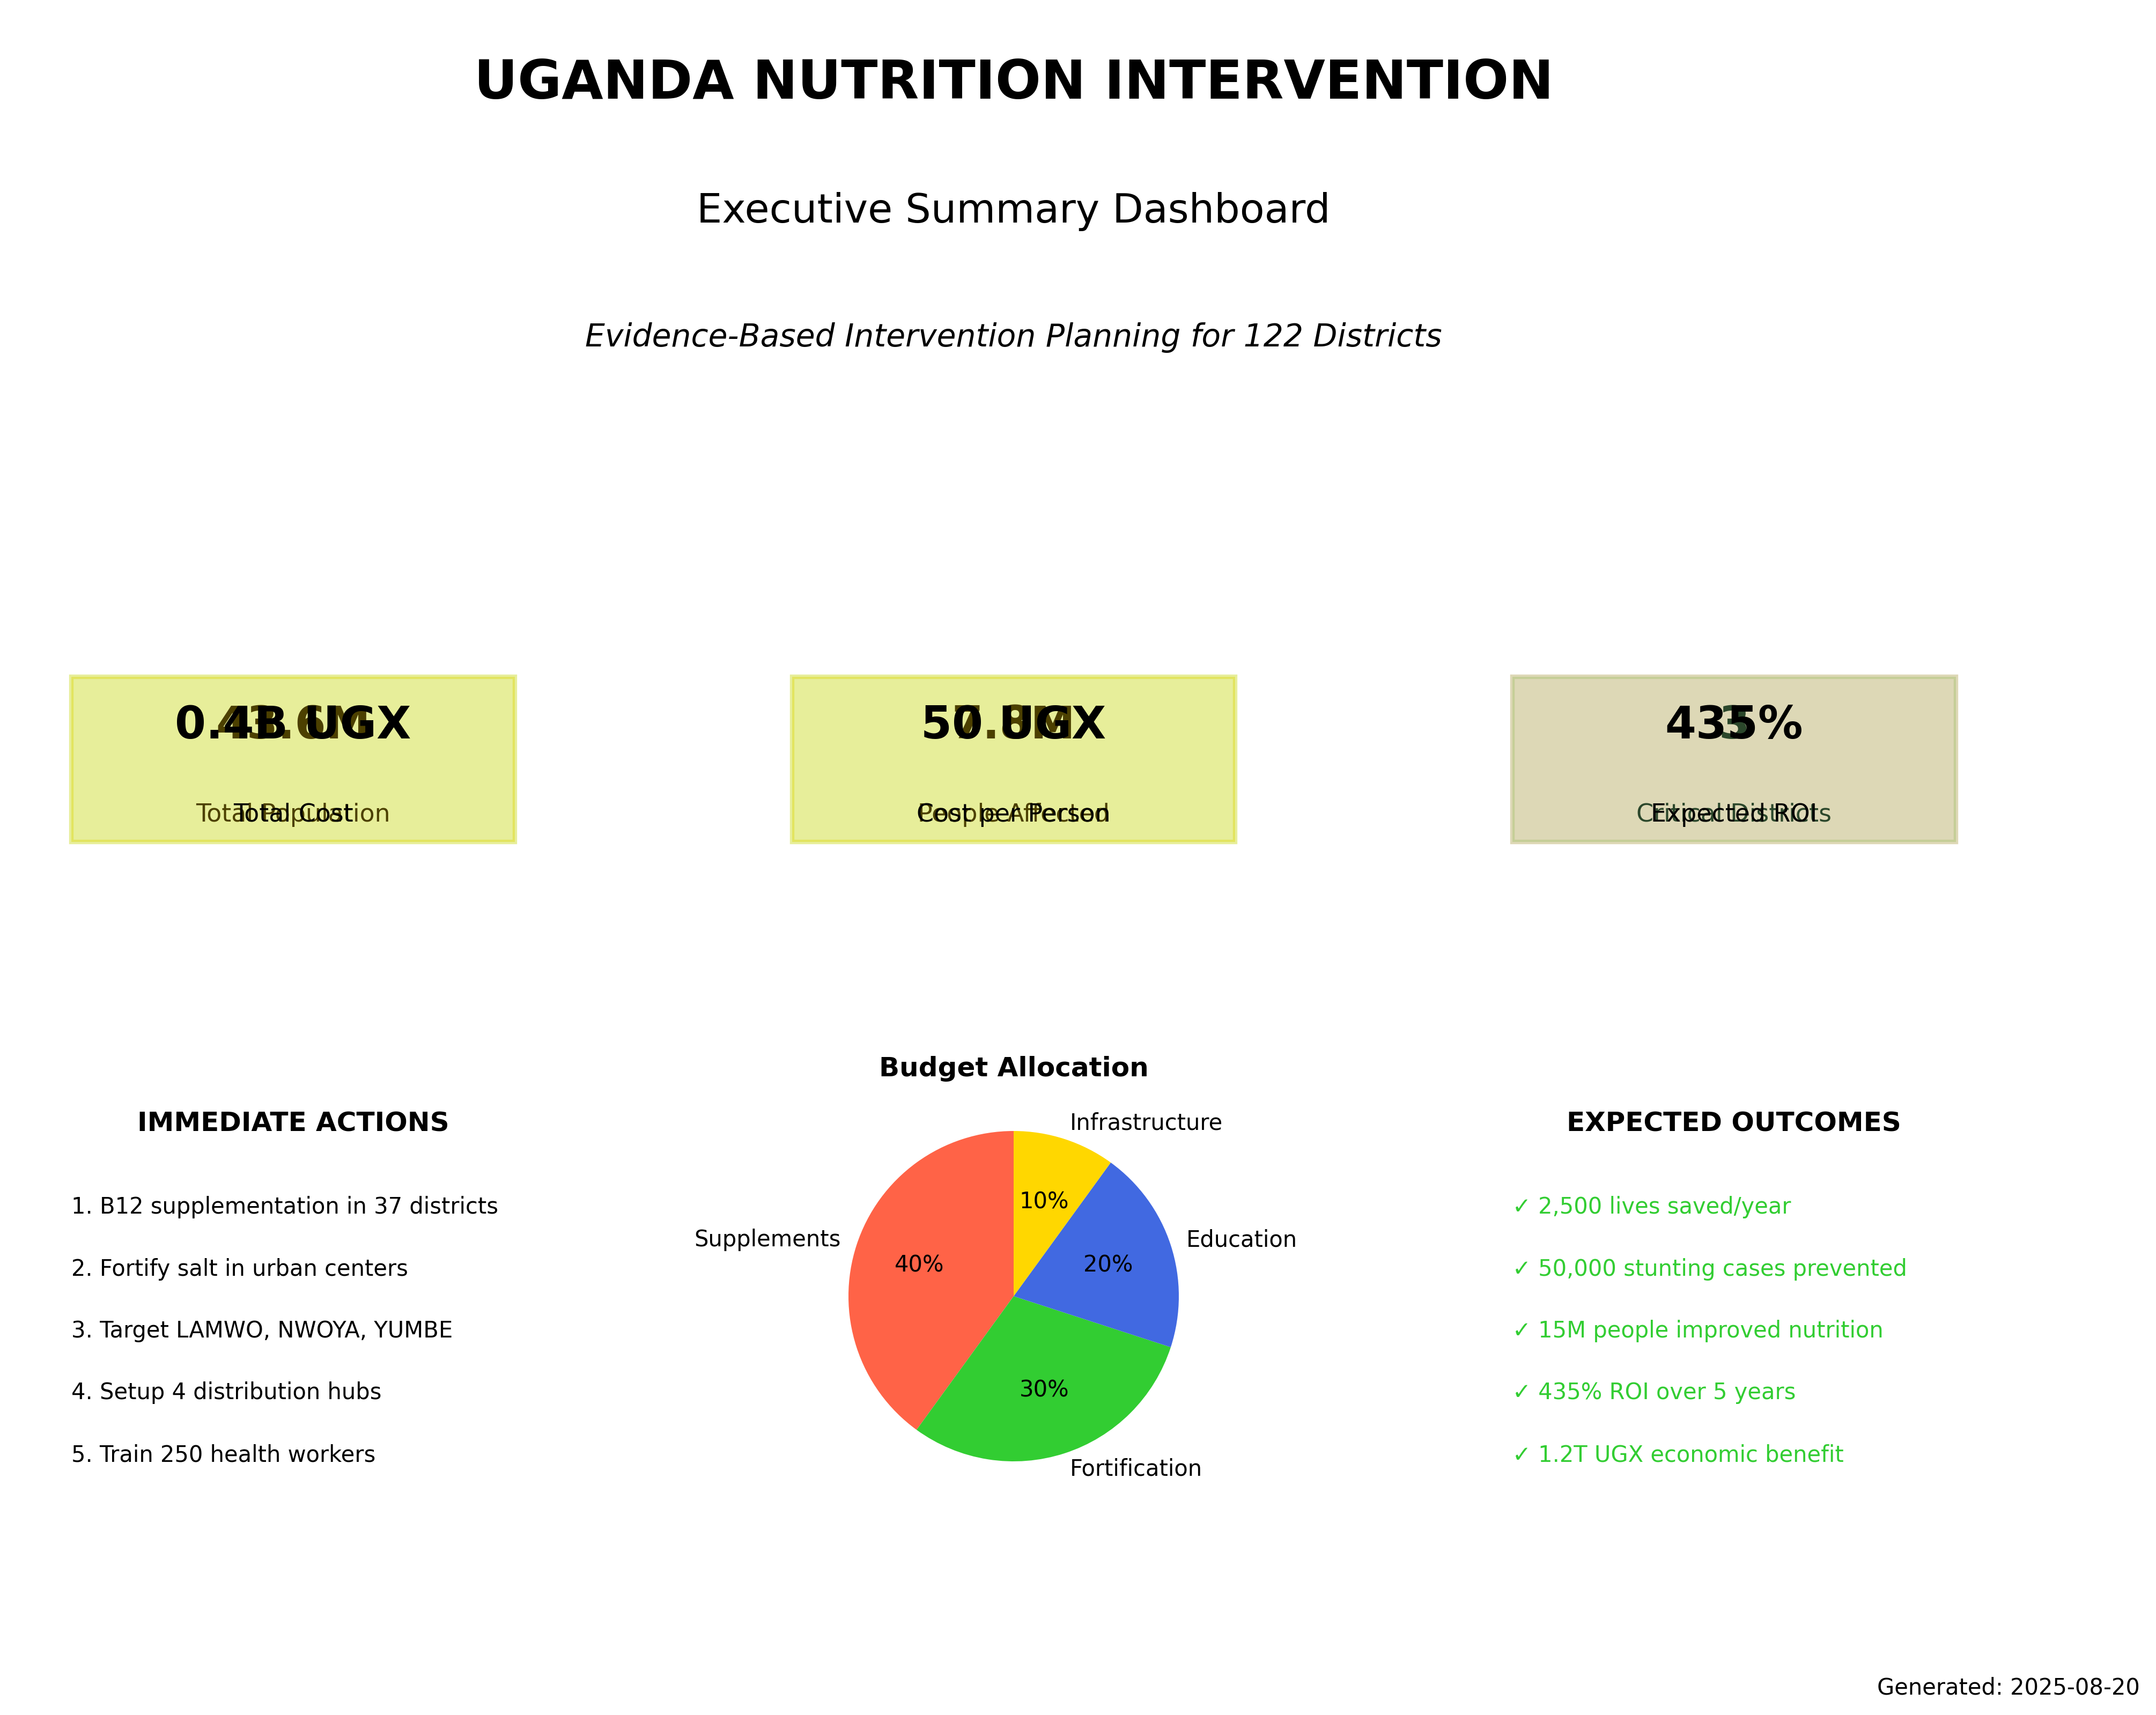 UGANDA NUTRITION INTERVENTION
Executive Summary Dashboard
Evidence-Based Intervention Planning for 122 Districts
43.6M
Total Population
0.4B UGX
Total Cost
People Affected
50 UGX
Cost per Person
3
Critical Districts
435%
Expected ROI
IMMEDIATE ACTIONS
1. B12 supplementation in 37 districts
2. Fortify salt in urban centers
3. Target LAMWO, NWOYA, YUMBE
4. Setup 4 distribution hubs
5. Train 250 health workers
Budget Allocation
Infrastructure
10%
Supplements
40%
Education
20%
30%
Fortification
EXPECTED OUTCOMES
✓ 2,500 lives saved/year
✓ 50,000 stunting cases prevented
✓ 15M people improved nutrition
✓ 435% ROI over 5 years
✓ 1.2T UGX economic benefit
Generated: 2025-08-20